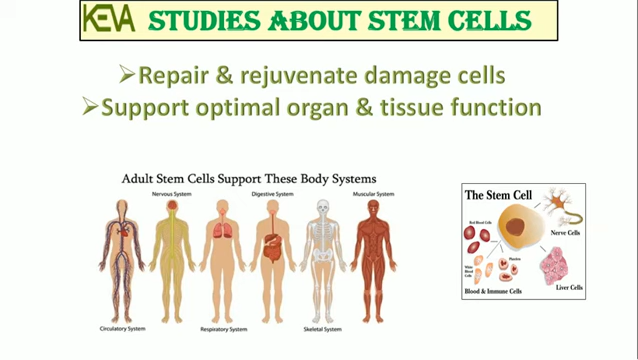 KEVA STUDIES ABOUT STEM CELLS
➢Repair & rejuvenate damage cells
➢Support optimal organ & tissue function
Adult Stem Cells Support These Body Systems
Nervous System Digestive System Muscular System
Circulatory System Respiratory System Skeletal System
The Stem Cell
Red Blood Cells
Nerve Cells
Platelets
White Blood Cells
Blood & Immune Cells
Liver Cells